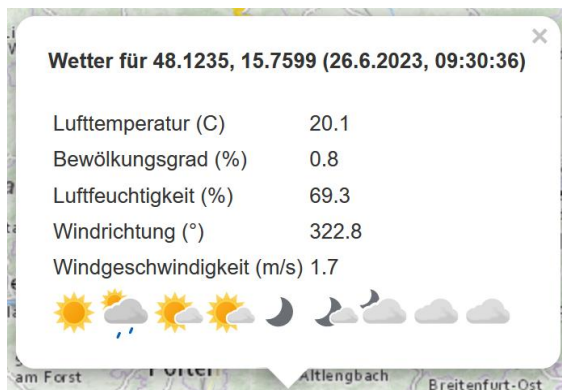 ×
Wetter für 48.1235, 15.7599 (26.6.2023, 09:30:36)
Lufttemperatur (C) 20.1
Bewölkungsgrad (%) 0.8
Luftfeuchtigkeit (%) 69.3
Windrichtung (°) 322.8
Windgeschwindigkeit (m/s) 1.7
am Forst
Altlengbach
Breitenfurt-Ost